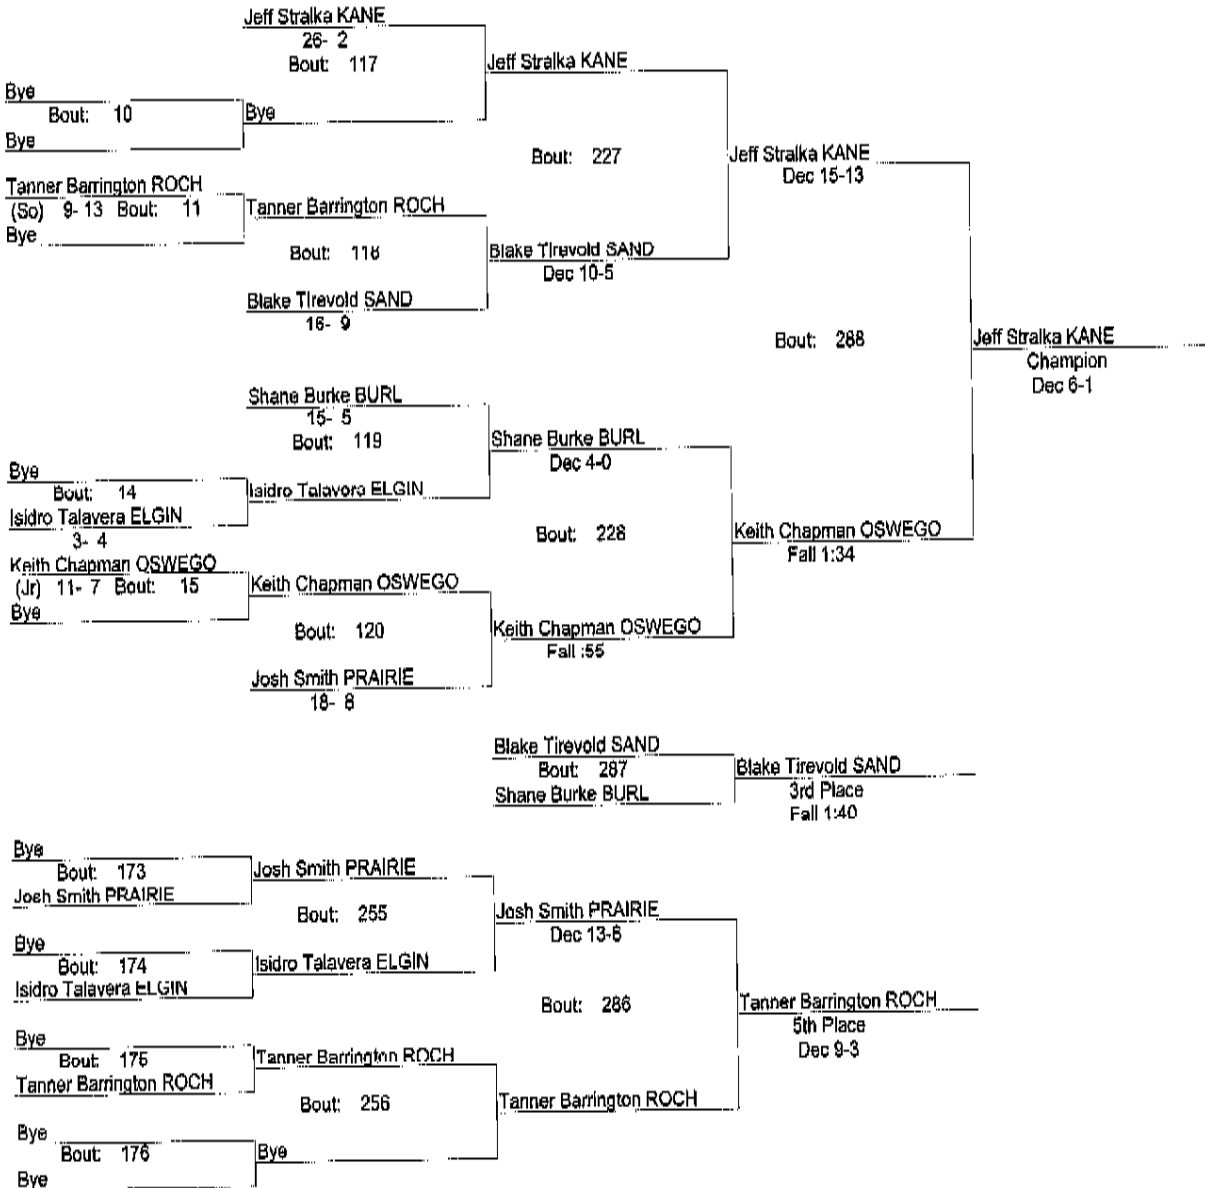 Jeff Stralka KANE
26- 2
Bout: 117
Jeff Stralka KANE
Bye
Bout: 10
Bye
Bye
Bout: 227
Jeff Stralka KANE
Dec 15-13
Tanner Barrington ROCH
(So) 9- 13 Bout: 11
Tanner Barrington ROCH
Bye
Bout: 118
Blake Tirevold SAND
Dec 10-5
Blake Tirevold SAND
16- 9
Bout: 288
Jeff Stralka KANE
Champion
Dec 6-1
Shane Burke BURL
15- 5
Bout: 119
Shane Burke BURL
Dec 4-0
Bye
Bout: 14
Isidro Talavera ELGIN
Isidro Talavera ELGIN
3- 4
Bout: 228
Keith Chapman OSWEGO
Fall 1:34
Keith Chapman OSWEGO
(Jr) 11- 7 Bout: 15
Keith Chapman OSWEGO
Bye
Bout: 120
Keith Chapman OSWEGO
Fall :55
Josh Smith PRAIRIE
18- 8
Blake Tirevold SAND
Bout: 287
Blake Tirevold SAND
Shane Burke BURL
3rd Place
Fall 1:40
Bye
Bout: 173
Josh Smith PRAIRIE
Josh Smith PRAIRIE
Bout: 255
Josh Smith PRAIRIE
Dec 13-6
Bye
Bout: 174
Isidro Talavera ELGIN
Isidro Talavera ELGIN
Bout: 286
Tanner Barrington ROCH
5th Place
Dec 9-3
Bye
Bout: 175
Tanner Barrington ROCH
Tanner Barrington ROCH
Bout: 256
Tanner Barrington ROCH
Bye
Bout: 176
Bye
Bye